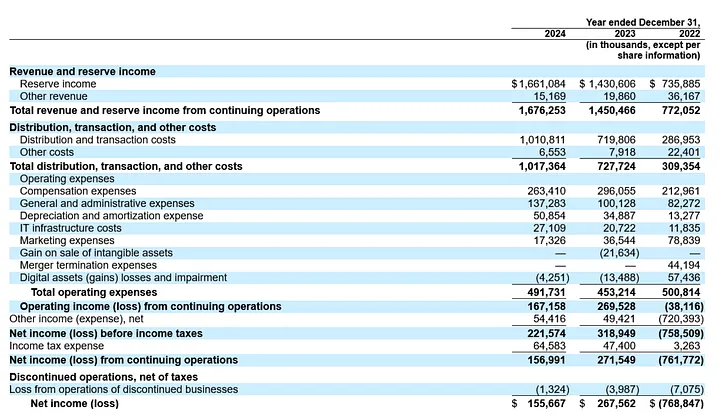 Year ended December 31,
2024 2023 2022
(in thousands, except per
share information)
Revenue and reserve income
Reserve income $ 1,661,084 $ 1,430,606 $ 735,885
Other revenue 15,169 19,860 36,167
Total revenue and reserve income from continuing operations 1,676,253 1,450,466 772,052
Distribution, transaction, and other costs
Distribution and transaction costs 1,010,811 719,806 286,953
Other costs 6,553 7,918 22,401
Total distribution, transaction, and other costs 1,017,364 727,724 309,354
Operating expenses
Compensation expenses 263,410 296,055 212,961
General and administrative expenses 137,283 100,128 82,272
Depreciation and amortization expense 50,854 34,887 13,277
IT infrastructure costs 27,109 20,722 11,835
Marketing expenses 17,326 36,544 78,839
Gain on sale of intangible assets — (21,634) —
Merger termination expenses — — 44,194
Digital assets (gains) losses and impairment (4,251) (13,488) 57,436
Total operating expenses 491,731 453,214 500,814
Operating income (loss) from continuing operations 167,158 269,528 (38,116)
Other income (expense), net 54,416 49,421 (720,393)
Net income (loss) before income taxes 221,574 318,949 (758,509)
Income tax expense 64,583 47,400 3,263
Net income (loss) from continuing operations 156,991 271,549 (761,772)
Discontinued operations, net of taxes
Loss from operations of discontinued businesses (1,324) (3,987) (7,075)
Net income (loss) $ 155,667 $ 267,562 $ (768,847)